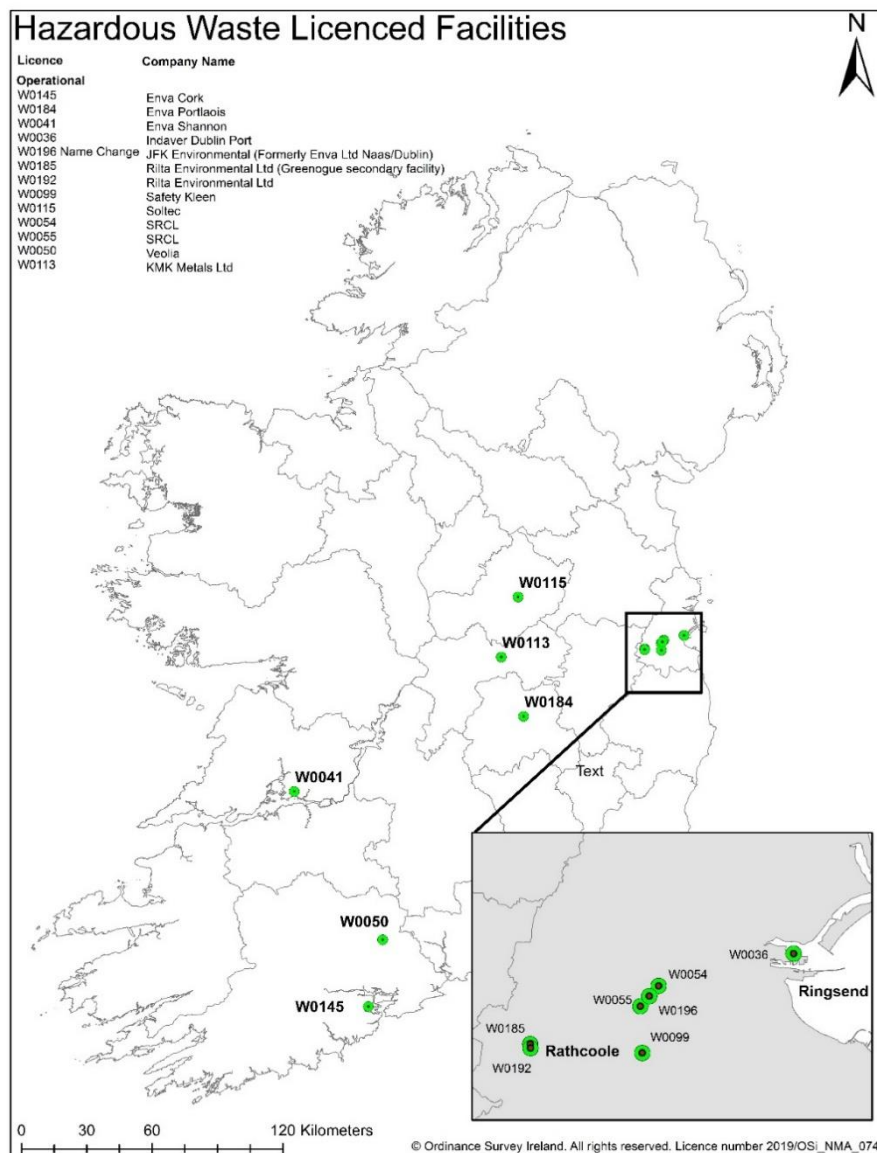 Hazardous Waste Licenced Facilities
N
Licence Company Name
Operational
W0145 Enva Cork
W0184 Enva Portlaois
W0041 Enva Shannon
W0036 Indaver Dublin Port
W0196 Name Change JFK Environmental (Formerly Enva Ltd Naas/Dublin)
W0185 Rilta Environmental Ltd (Greenogue secondary facility)
W0192 Rilta Environmental Ltd
W0099 Safety Kleen
W0115 Soltec
W0054 SRCL
W0055 SRCL
W0050 Veolia
W0113 KMK Metals Ltd
W0115
W0113
W0184
Text
W0041
W0050
W0145
W0036
Ringsend
W0054
W0055
W0196
W0185
Rathcoole
W0099
W0192
0 30 60 120 Kilometers
© Ordinance Survey Ireland. All rights reserved. Licence number 2019/OSi_NMA_074